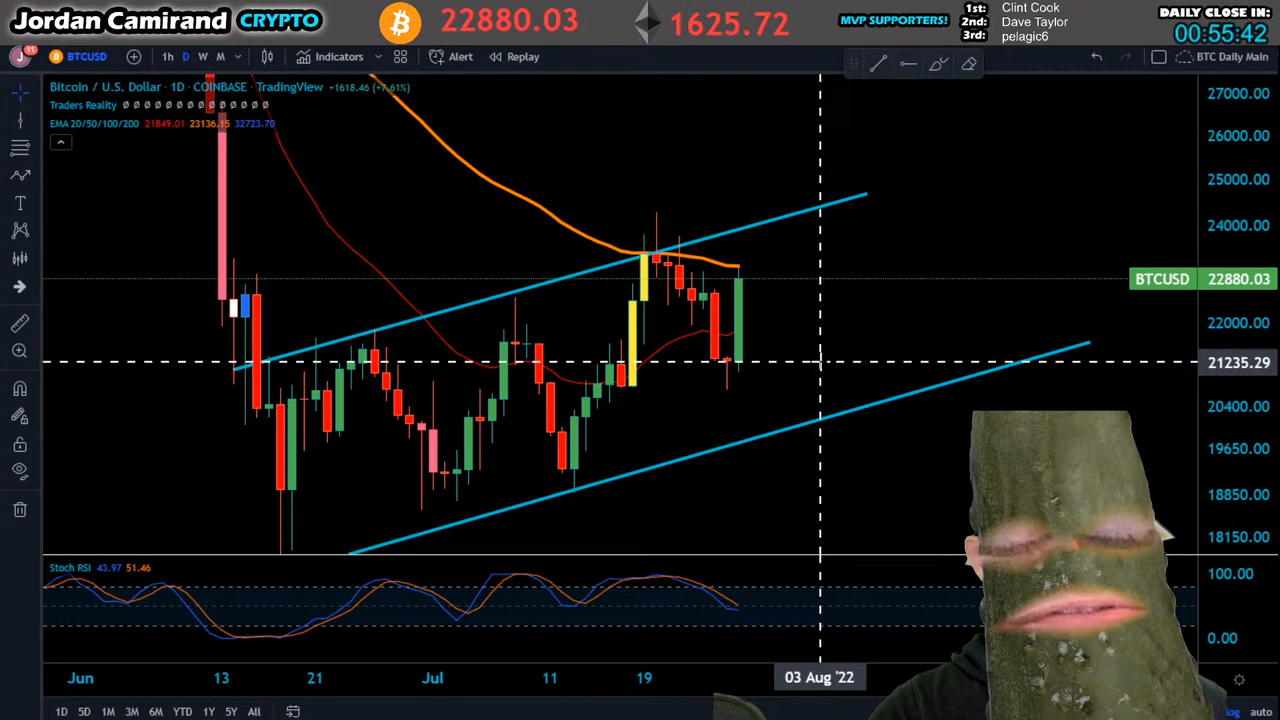 Jordan Camirand CRYPTO
22880.03
1625.72
MVP SUPPORTERS!
1st: Clint Cook
2nd: Dave Taylor
3rd: pelagic6
DAILY CLOSE IN:
00:55:42
J 11 BTCUSD 1h D W M Indicators Alert Replay BTC Daily Main
Bitcoin / U.S. Dollar · 1D · COINBASE · TradingView +1618.46 (+7.61%)
Traders Reality Ø Ø Ø Ø Ø Ø Ø Ø Ø Ø Ø Ø Ø Ø
EMA 20/50/100/200 21849.01 23136.15 32723.70
27000.00
26000.00
25000.00
24000.00
BTCUSD 22880.03
22000.00
21235.29
20400.00
19650.00
18850.00
18150.00
Stoch RSI 43.97 51.46
100.00
0.00
Jun 13 21 Jul 11 19 03 Aug '22
1D 5D 1M 3M 6M YTD 1Y 5Y All log auto